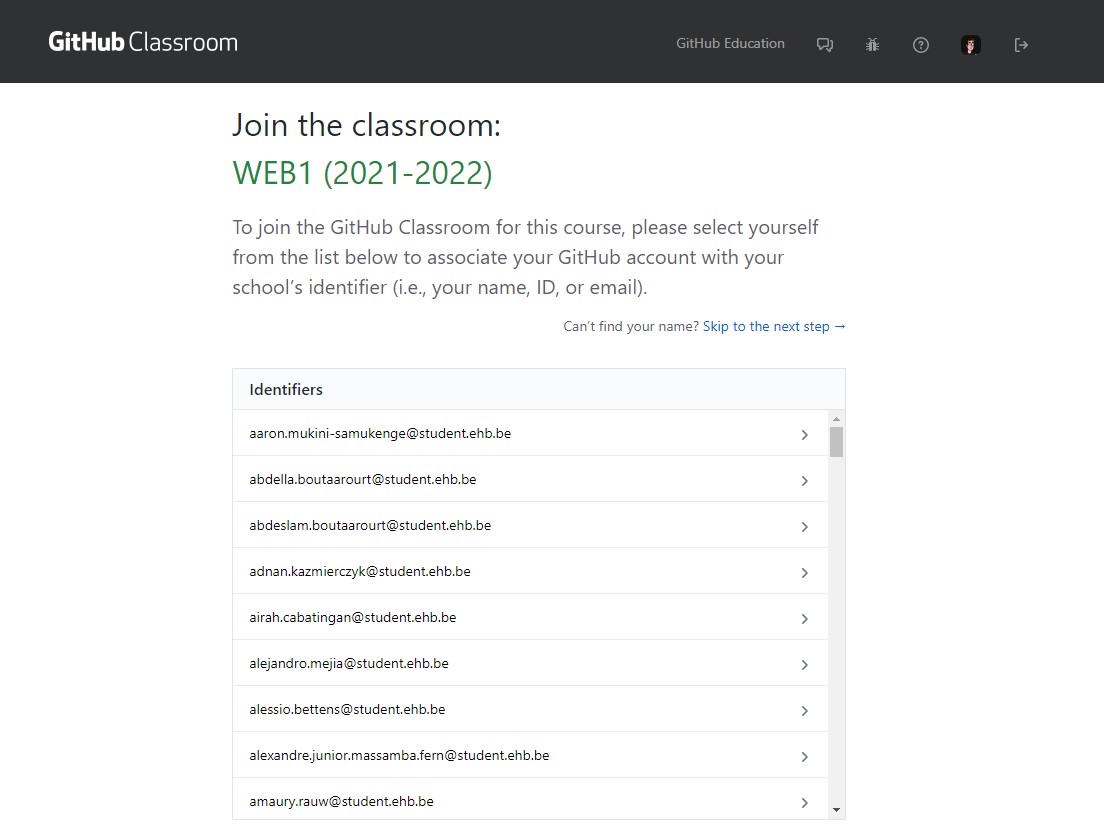 GitHub Classroom
GitHub Education
Join the classroom:
WEB1 (2021-2022)
To join the GitHub Classroom for this course, please select yourself
from the list below to associate your GitHub account with your
school’s identifier (i.e., your name, ID, or email).
Can’t find your name? Skip to the next step →
Identifiers
aaron.mukini-samukenge@student.ehb.be
abdella.boutaarourt@student.ehb.be
abdeslam.boutaarourt@student.ehb.be
adnan.kazmierczyk@student.ehb.be
airah.cabatingan@student.ehb.be
alejandro.mejia@student.ehb.be
alessio.bettens@student.ehb.be
alexandre.junior.massamba.fern@student.ehb.be
amaury.rauw@student.ehb.be